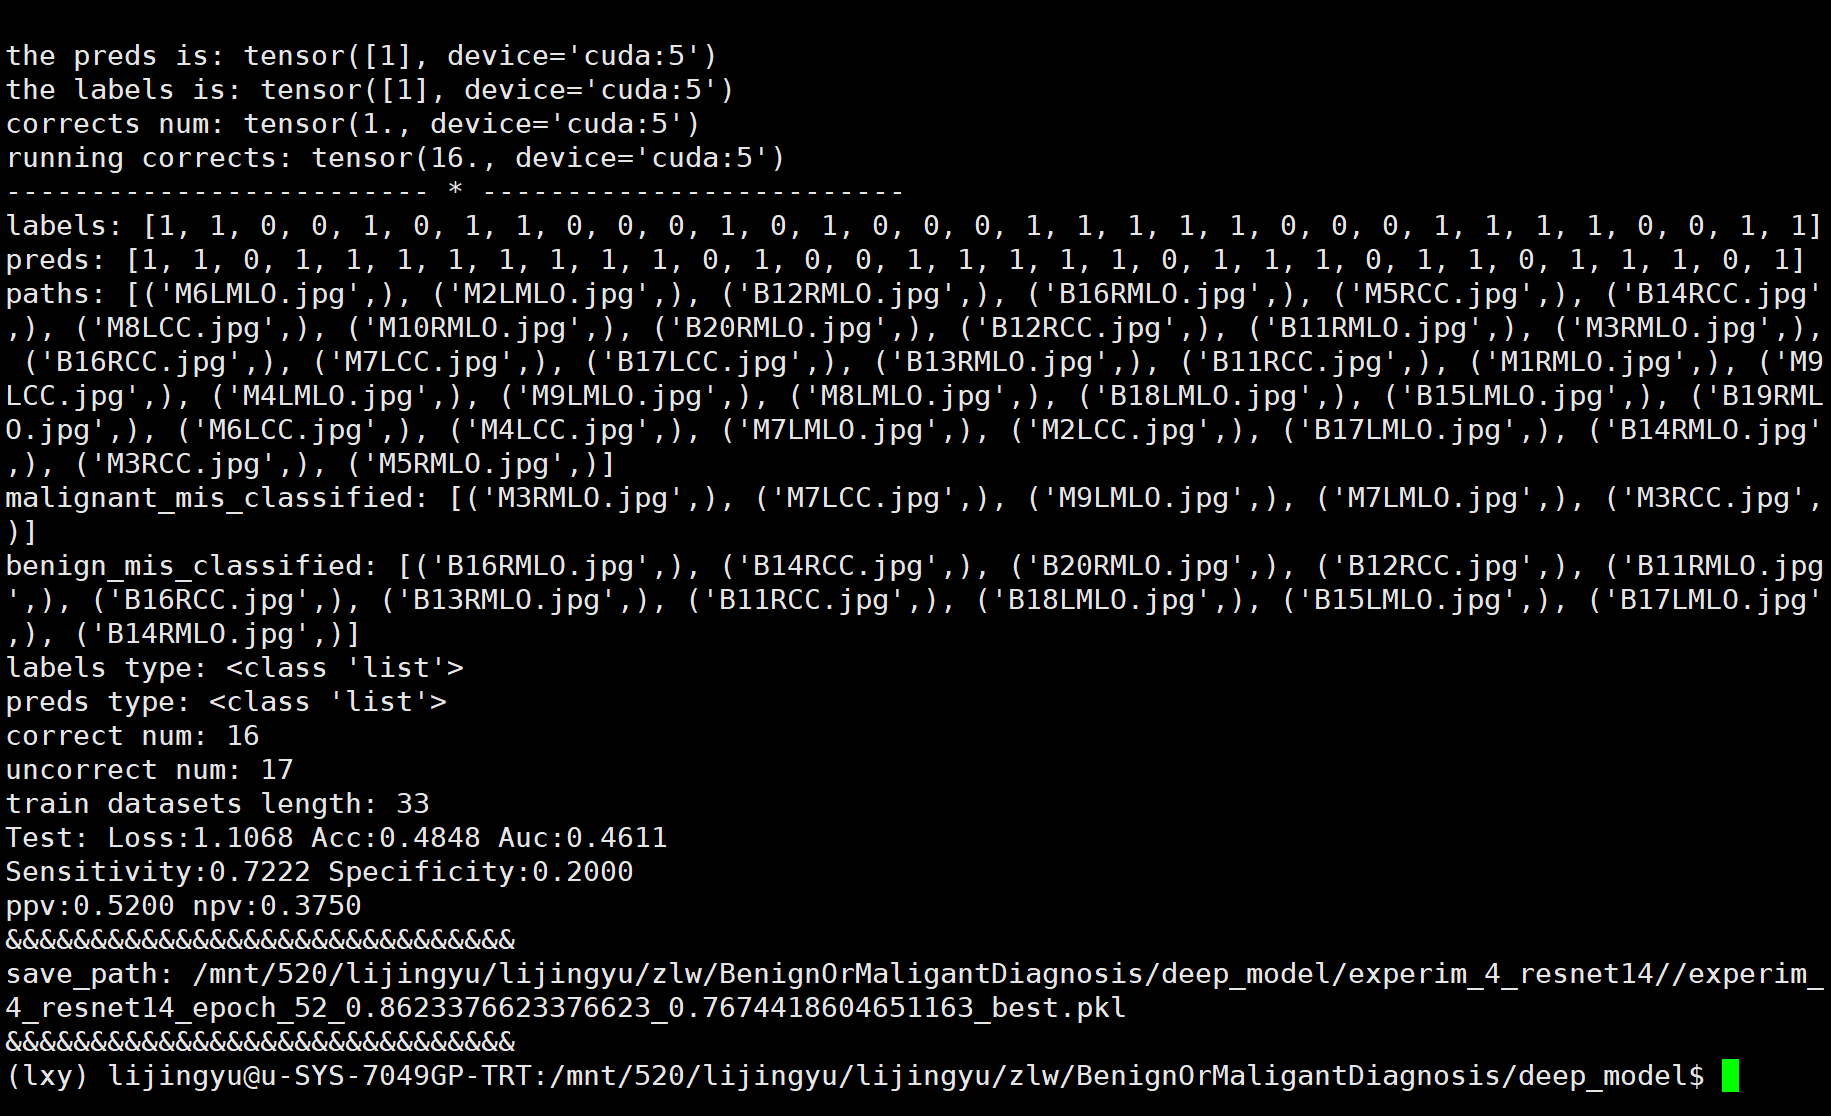 the preds is: tensor([1], device='cuda:5')
the labels is: tensor([1], device='cuda:5')
corrects num: tensor(1., device='cuda:5')
running corrects: tensor(16., device='cuda:5')
------------------------- * -------------------------
labels: [1, 1, 0, 0, 1, 0, 1, 1, 0, 0, 0, 1, 0, 1, 0, 0, 0, 1, 1, 1, 1, 1, 0, 0, 0, 1, 1, 1, 1, 0, 0, 1, 1]
preds: [1, 1, 0, 1, 1, 1, 1, 1, 1, 1, 1, 0, 1, 0, 0, 1, 1, 1, 1, 1, 0, 1, 1, 1, 0, 1, 1, 0, 1, 1, 1, 0, 1]
paths: [('M6LMLO.jpg',), ('M2LMLO.jpg',), ('B12RMLO.jpg',), ('B16RMLO.jpg',), ('M5RCC.jpg',), ('B14RCC.jpg'
,), ('M8LCC.jpg',), ('M10RMLO.jpg',), ('B20RMLO.jpg',), ('B12RCC.jpg',), ('B11RMLO.jpg',), ('M3RMLO.jpg',),
 ('B16RCC.jpg',), ('M7LCC.jpg',), ('B17LCC.jpg',), ('B13RMLO.jpg',), ('B11RCC.jpg',), ('M1RMLO.jpg',), ('M9
LCC.jpg',), ('M4LMLO.jpg',), ('M9LMLO.jpg',), ('M8LMLO.jpg',), ('B18LMLO.jpg',), ('B15LMLO.jpg',), ('B19RML
O.jpg',), ('M6LCC.jpg',), ('M4LCC.jpg',), ('M7LMLO.jpg',), ('M2LCC.jpg',), ('B17LMLO.jpg',), ('B14RMLO.jpg'
,), ('M3RCC.jpg',), ('M5RMLO.jpg',)]
malignant_mis_classified: [('M3RMLO.jpg',), ('M7LCC.jpg',), ('M9LMLO.jpg',), ('M7LMLO.jpg',), ('M3RCC.jpg',
)]
benign_mis_classified: [('B16RMLO.jpg',), ('B14RCC.jpg',), ('B20RMLO.jpg',), ('B12RCC.jpg',), ('B11RMLO.jpg
',), ('B16RCC.jpg',), ('B13RMLO.jpg',), ('B11RCC.jpg',), ('B18LMLO.jpg',), ('B15LMLO.jpg',), ('B17LMLO.jpg'
,), ('B14RMLO.jpg',)]
labels type: <class 'list'>
preds type: <class 'list'>
correct num: 16
uncorrect num: 17
train datasets length: 33
Test: Loss:1.1068 Acc:0.4848 Auc:0.4611
Sensitivity:0.7222 Specificity:0.2000
ppv:0.5200 npv:0.3750
&&&&&&&&&&&&&&&&&&&&&&&&&&&&&&
save_path: /mnt/520/lijingyu/lijingyu/zlw/BenignOrMaligantDiagnosis/deep_model/experim_4_resnet14//experim_
4_resnet14_epoch_52_0.8623376623376623_0.7674418604651163_best.pkl
&&&&&&&&&&&&&&&&&&&&&&&&&&&&&&
(lxy) lijingyu@u-SYS-7049GP-TRT:/mnt/520/lijingyu/lijingyu/zlw/BenignOrMaligantDiagnosis/deep_model$